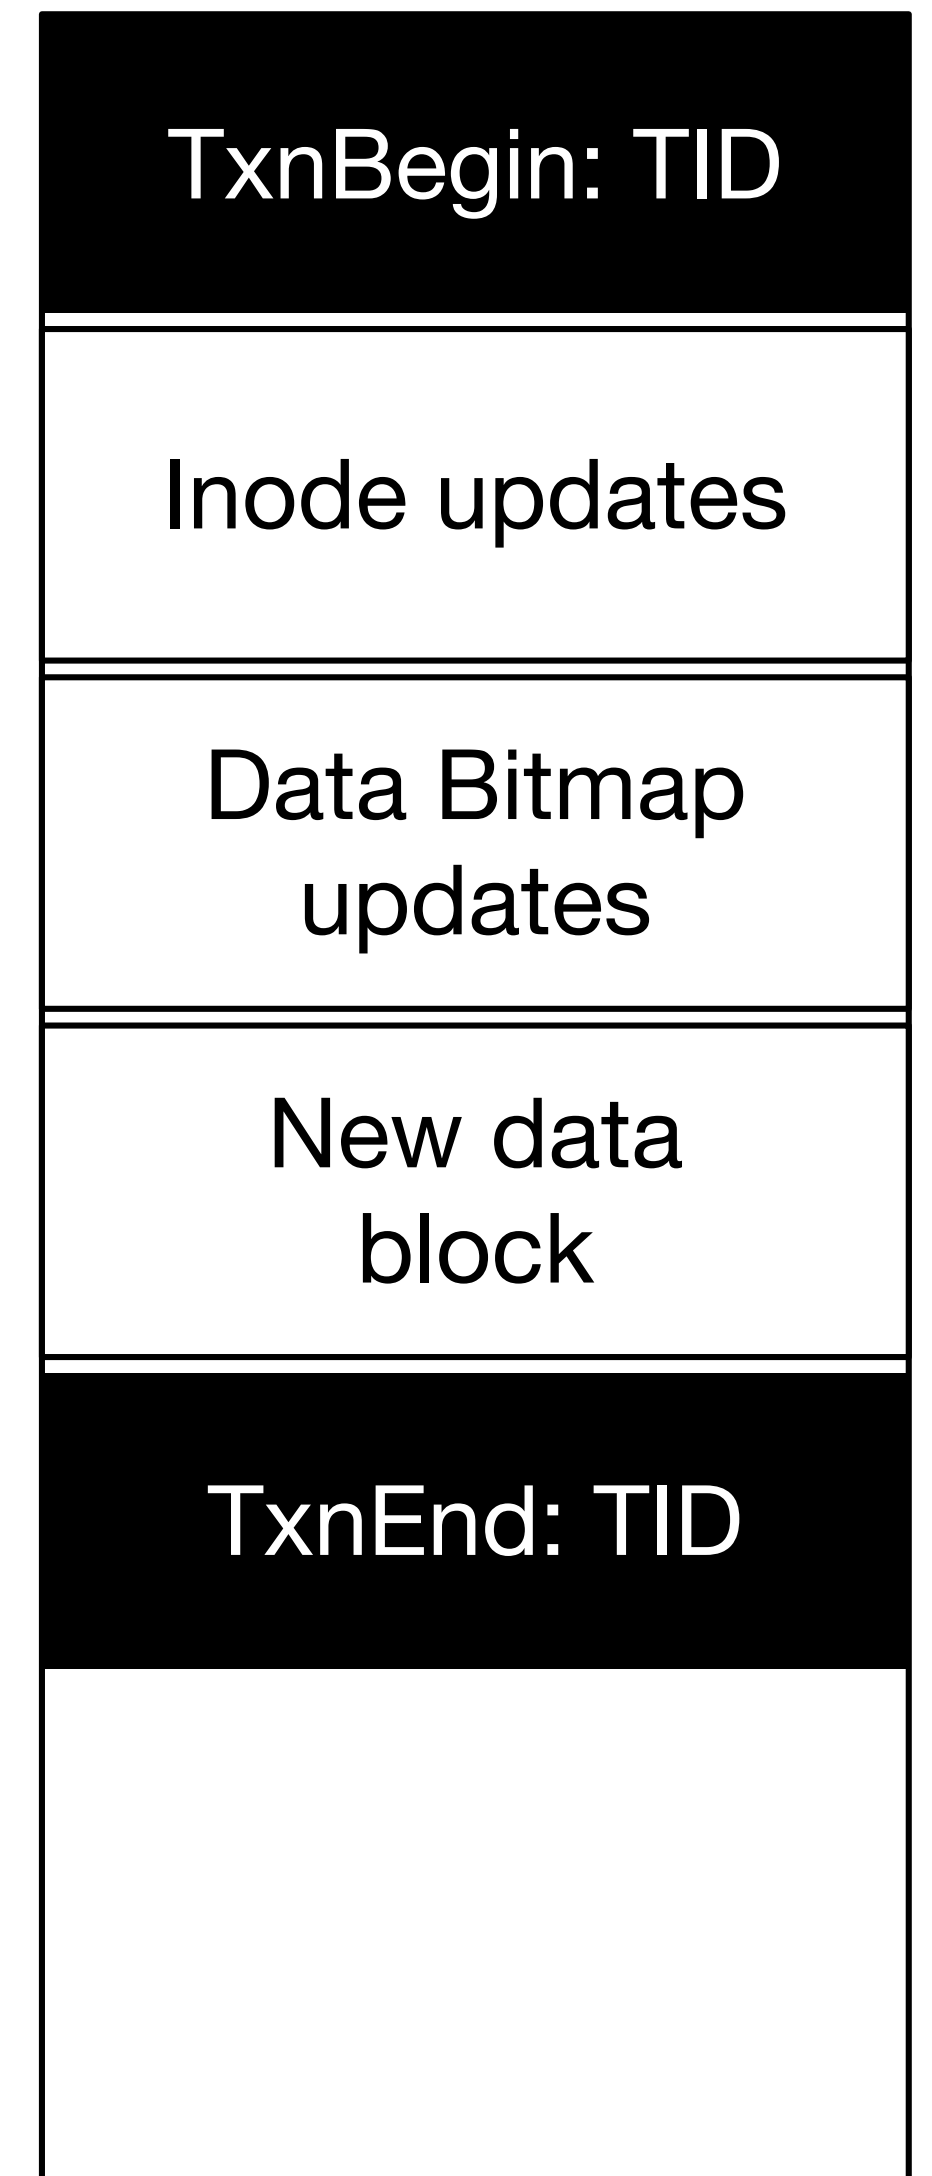 TxnBegin: TID
Inode updates
Data Bitmap
updates
New data
block
TxnEnd: TID